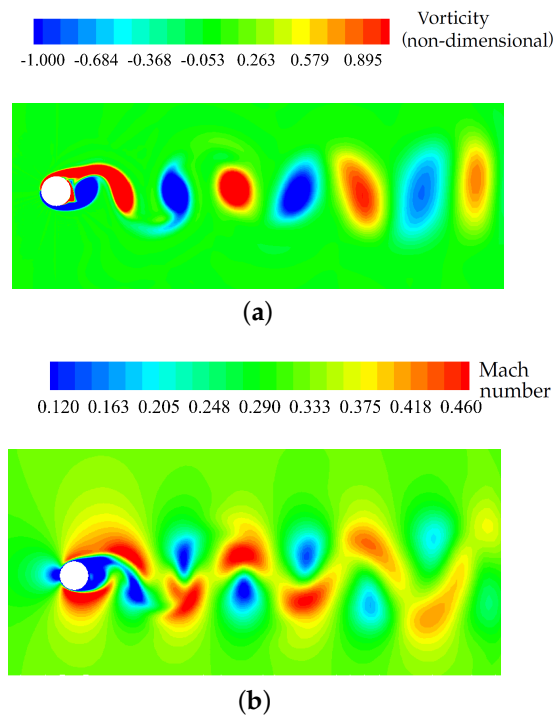 Vorticity
(non-dimensional)
-1.000 -0.684 -0.368 -0.053 0.263 0.579 0.895
(a)
Mach
number
0.120 0.163 0.205 0.248 0.290 0.333 0.375 0.418 0.460
(b)